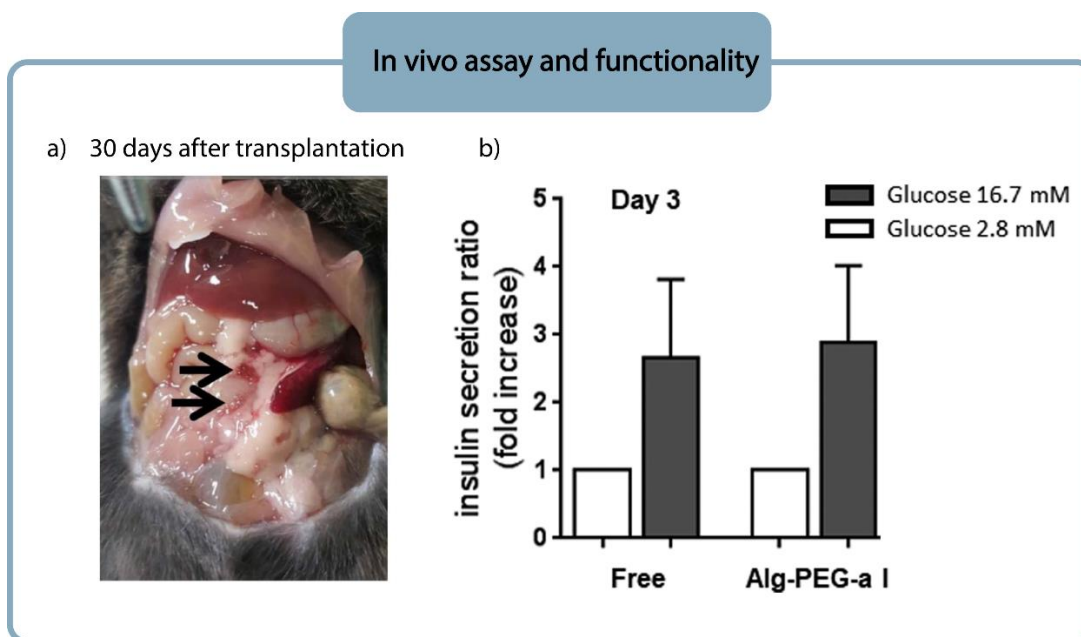 In vivo assay and functionality
a) 30 days after transplantation
b)
Day 3
Glucose 16.7 mM
Glucose 2.8 mM
insulin secretion ratio
(fold increase)
5
4
3
2
1
0
Free
Alg-PEG-a I